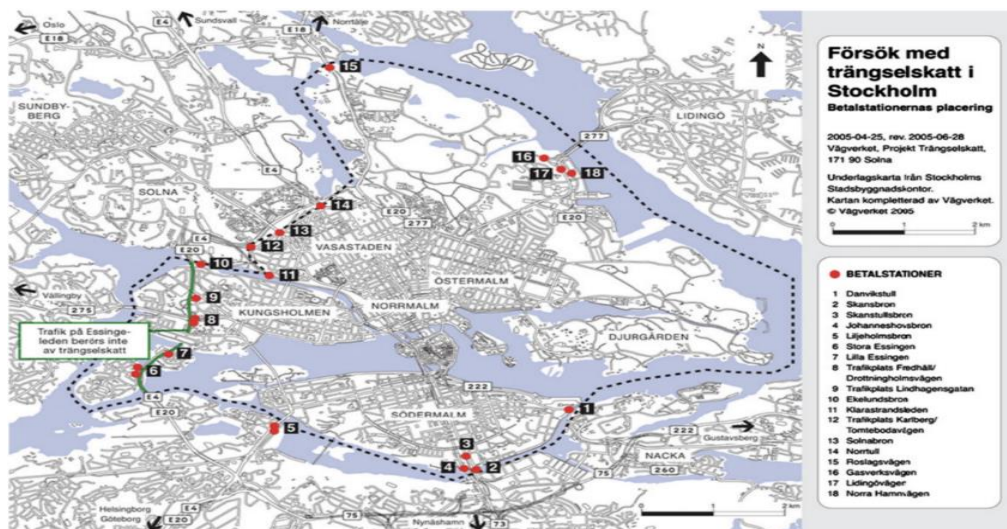 Försök med
trängselskatt i
Stockholm
Betalstationernas placering
2005-04-25, rev. 2005-06-28
Vägverket, Projekt Trängselskatt,
171 90 Solna
Underlagskarta från Stockholms
Stadsbyggnadskontor.
Kartan kompletterad av Vägverket.
© Vägverket 2005
0 1 2 km
BETALSTATIONER
1 Danvikstull
2 Skansbron
3 Skanstullsbron
4 Johanneshovsbron
5 Liljeholmsbron
6 Stora Essingen
7 Lilla Essingen
8 Trafikplats Fredhäll/
Drottningholmsvägen
9 Trafikplats Lindhagensgatan
10 Ekelundsbron
11 Klarastrandsleden
12 Trafikplats Karlberg/
Tomtebodavägen
13 Solnabron
14 Norrtull
15 Roslagsvägen
16 Gasverksvägen
17 Lidingövägen
18 Norra Hamnvägen
Oslo
E18
E4
Sundsvall
E18
Norrtälje
N
15
SUNDBY-
BERG
LIDINGÖ
277
16
17
18
E4
SOLNA
14
E20
277
E20
13
12
VASASTADEN
E4
E20
10
11
ÖSTERMALM
Vällingby
275
9
KUNGSHOLMEN
NORRMALM
8
DJURGÅRDEN
Trafik på Essinge-
leden berörs inte
av trängselskatt
7
6
222
E4
E20
SÖDERMALM
1
5
222
Gustavsberg
3
NACKA
4
2
75
260
Helsingborg
Göteborg
E4
E20
75
Nynäshamn
73
0 1 2 km